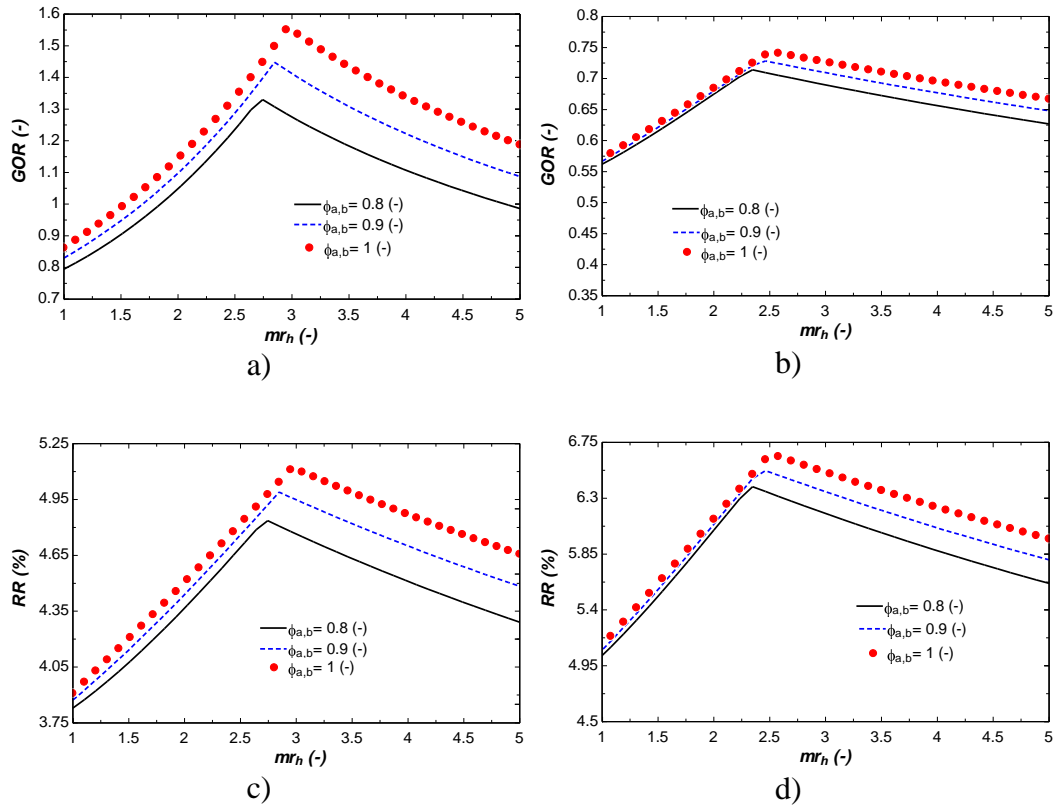 1.6
1.5
1.4
1.3
1.2
1.1
1
0.9
0.8
0.7
GOR (-)
ϕa,b= 0.8 (-)
ϕa,b= 0.9 (-)
ϕa,b= 1 (-)
1 1.5 2 2.5 3 3.5 4 4.5 5
mrh (-)
a)
0.8
0.75
0.7
0.65
0.6
0.55
0.5
0.45
0.4
0.35
GOR (-)
ϕa,b= 0.8 (-)
ϕa,b= 0.9 (-)
ϕa,b= 1 (-)
1 1.5 2 2.5 3 3.5 4 4.5 5
mrh (-)
b)
5.25
4.95
4.65
4.35
4.05
3.75
RR (%)
ϕa,b= 0.8 (-)
ϕa,b= 0.9 (-)
ϕa,b= 1 (-)
1 1.5 2 2.5 3 3.5 4 4.5 5
mrh (-)
c)
6.75
6.3
5.85
5.4
4.95
4.5
RR (%)
ϕa,b= 0.8 (-)
ϕa,b= 0.9 (-)
ϕa,b= 1 (-)
1 1.5 2 2.5 3 3.5 4 4.5 5
mrh (-)
d)